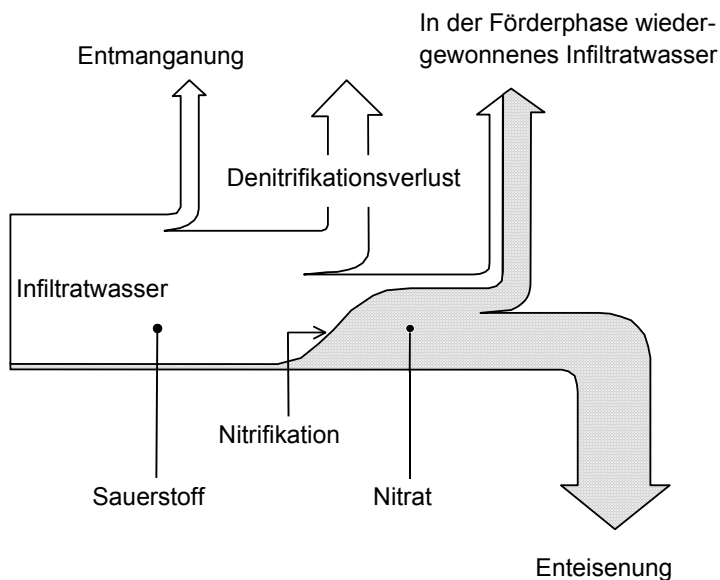 In der Förderphase wieder-
gewonnenes Infiltratwasser
Entmanganung
Denitrifikationsverlust
Infiltratwasser
Nitrifikation
Sauerstoff
Nitrat
Enteisenung